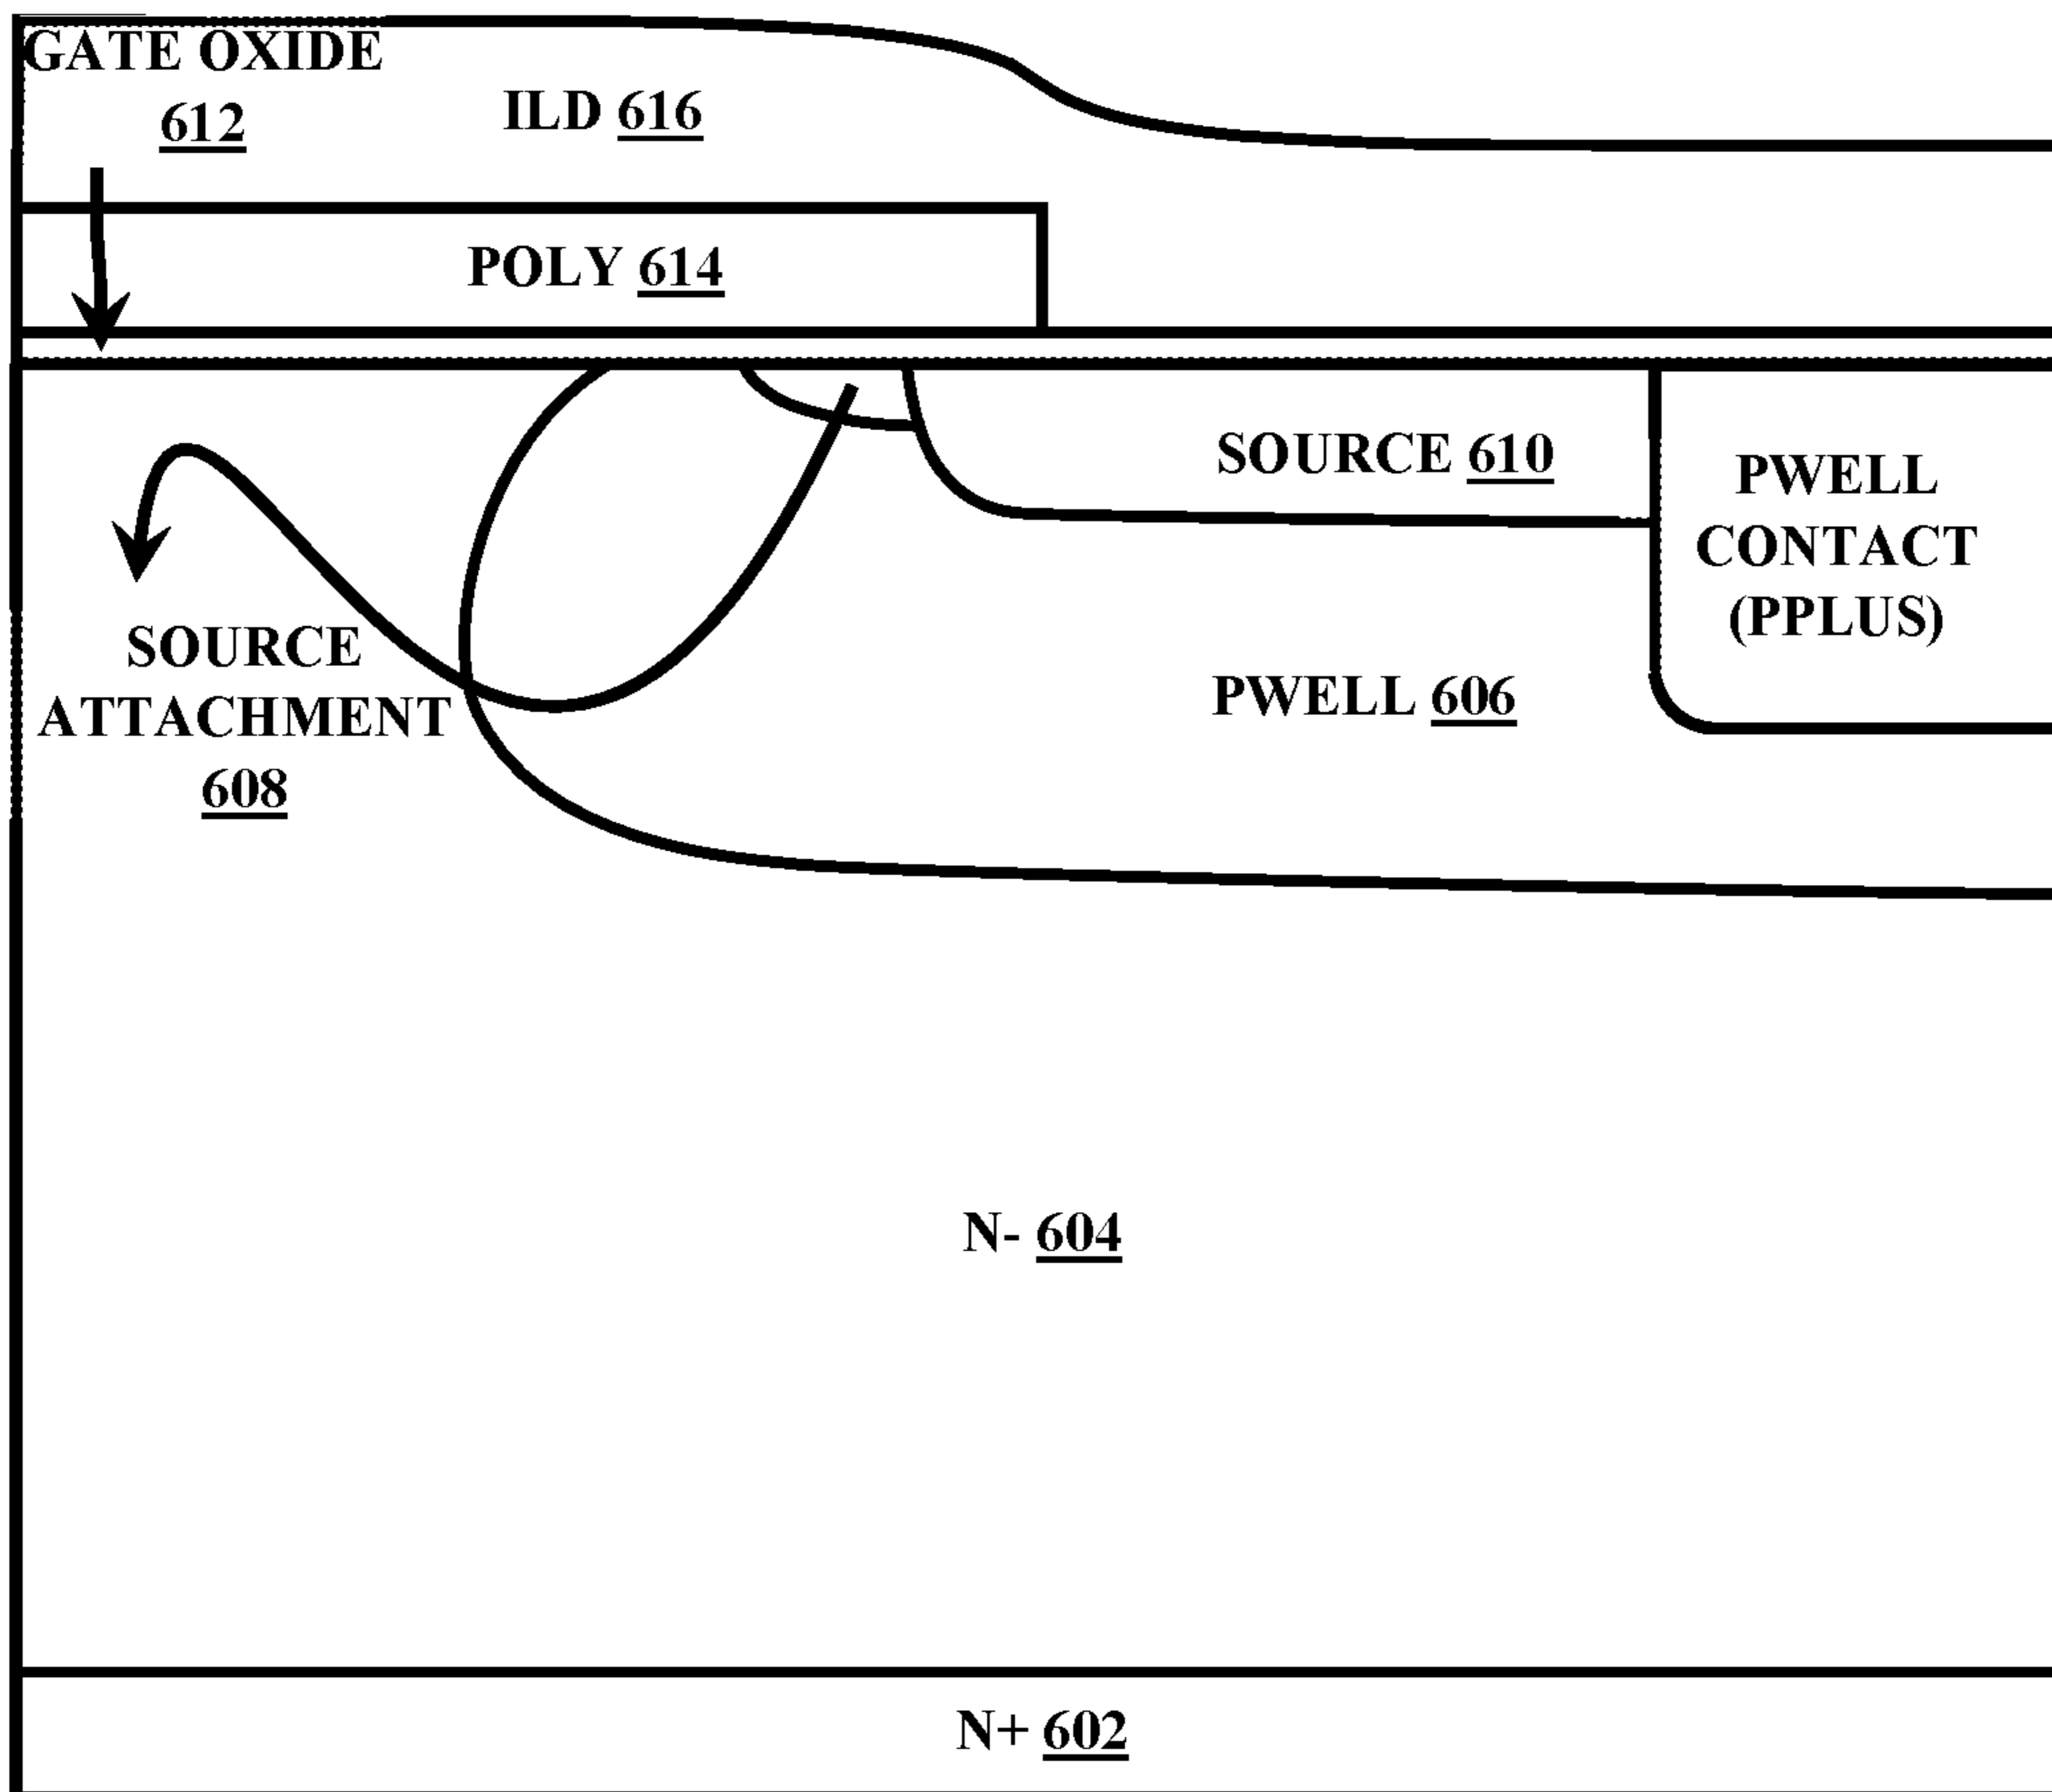 GATE OXIDE
612
ILD 616
POLY 614
SOURCE 610
PWELL
CONTACT
(PPLUS)
SOURCE
ATTACHMENT
608
PWELL 606
N- 604
N+ 602